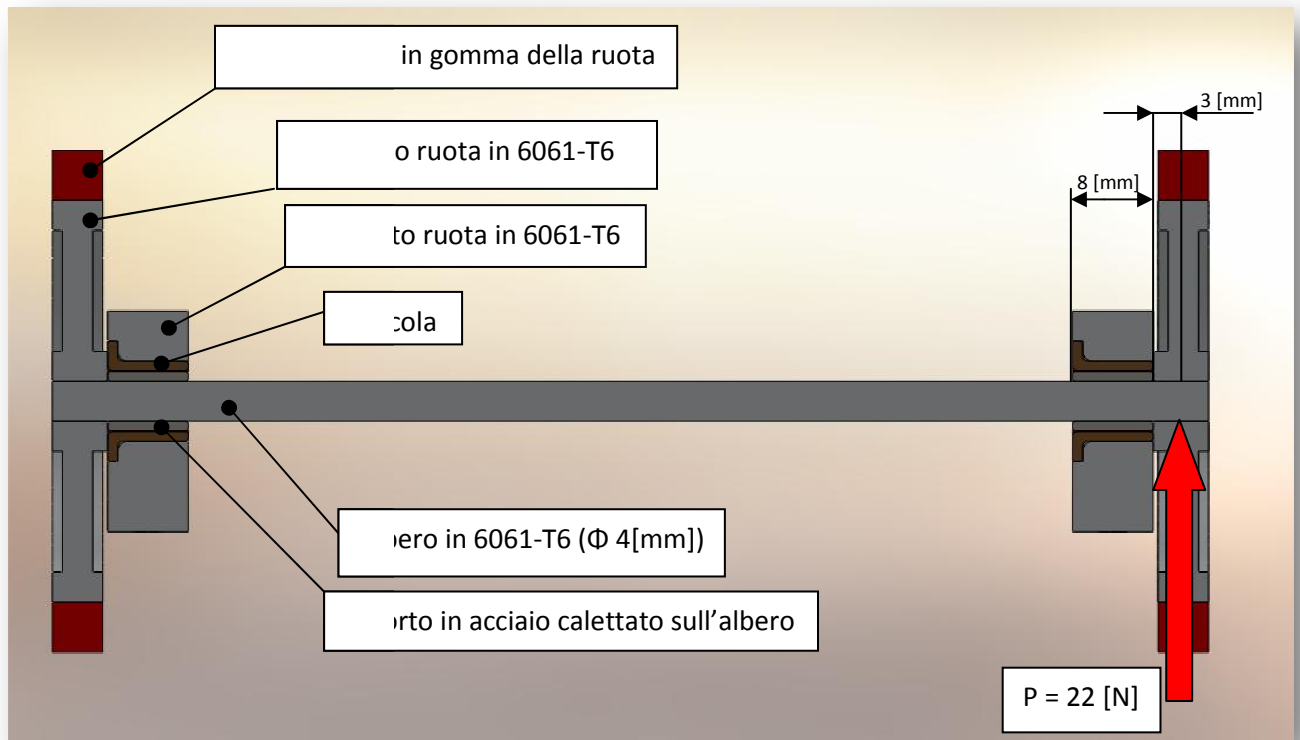 in gomma della ruota
3 [mm]
o ruota in 6061-T6
8 [mm]
to ruota in 6061-T6
cola
ero in 6061-T6 (Φ 4[mm])
orto in acciaio calettato sull'albero
P = 22 [N]